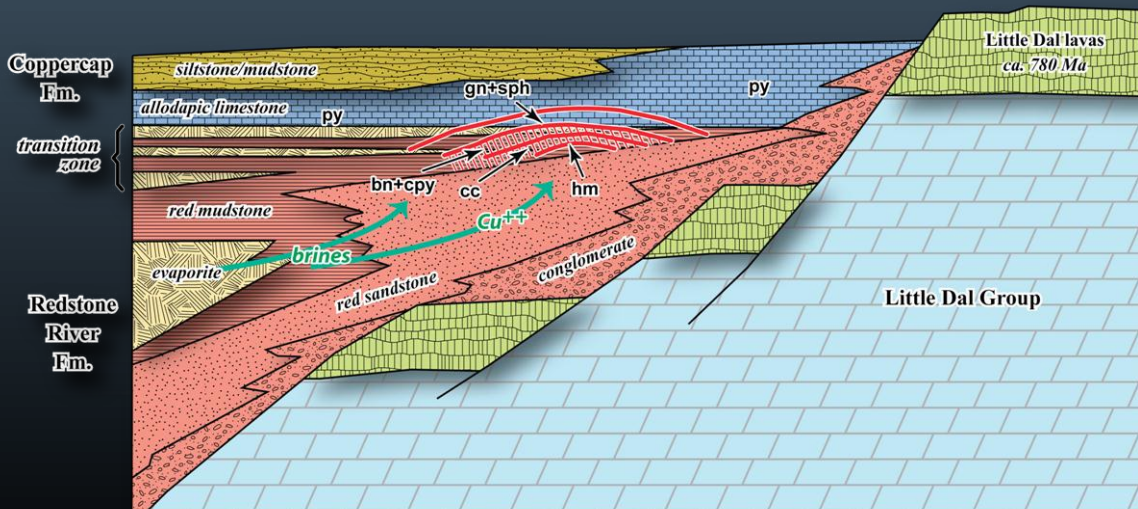 Coppercap
Fm.
siltstone/mudstone
Little Dal lavas
ca. 780 Ma
gn+sph
py
allodapic limestone
py
transition
zone
bn+cpy
cc
hm
red mudstone
Cu++
brines
evaporite
conglomerate
red sandstone
Redstone
River
Fm.
Little Dal Group